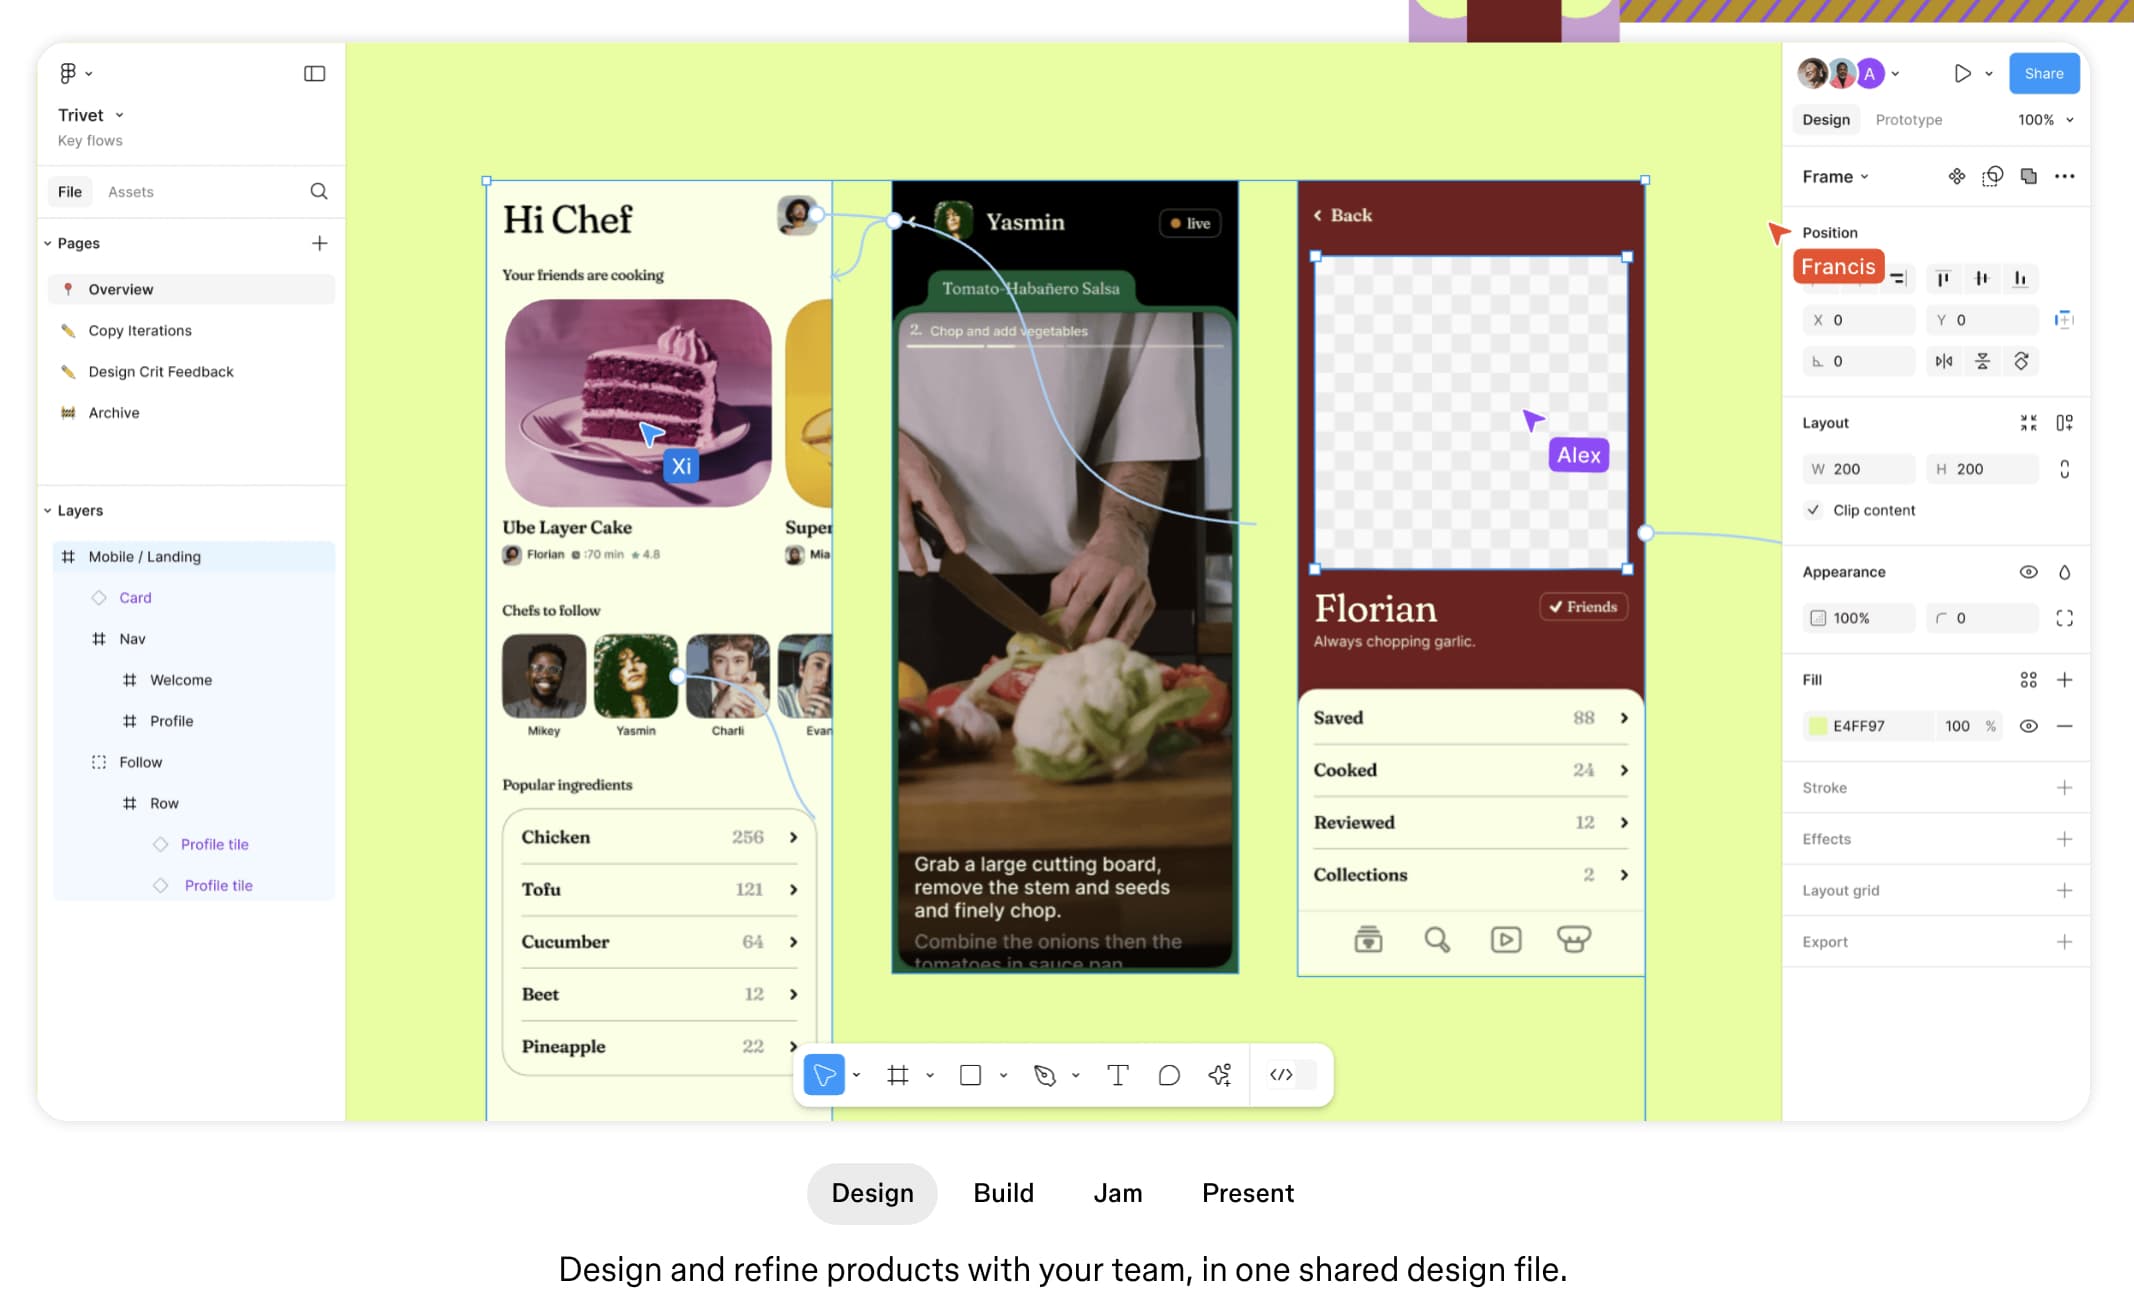 Trivet
Key flows
File
Assets
Pages
Overview
Copy Iterations
Design Crit Feedback
Archive
Layers
Mobile / Landing
Card
Nav
Welcome
Profile
Follow
Row
Profile tile
Profile tile
Hi Chef
Your friends are cooking
Xi
Ube Layer Cake
Florian :70 min ★ 4.8
Super
Mia
Chefs to follow
Mikey
Yasmin
Charli
Evan
Popular ingredients
Chicken 256
Tofu 121
Cucumber 64
Beet 12
Pineapple 22
Yasmin
live
Tomato-Habañero Salsa
2. Chop and add vegetables
Grab a large cutting board,
remove the stem and seeds
and finely chop.
Combine the onions then the
tomatoes in sauce pan
Back
Alex
Florian
Friends
Always chopping garlic.
Saved 88
Cooked 24
Reviewed 12
Collections 2
A
Share
Design
Prototype
100%
Frame
Position
Francis
X 0
Y 0
0
Layout
W 200
H 200
Clip content
Appearance
100%
0
Fill
E4FF97 100 %
Stroke
Effects
Layout grid
Export
Design
Build
Jam
Present
Design and refine products with your team, in one shared design file.